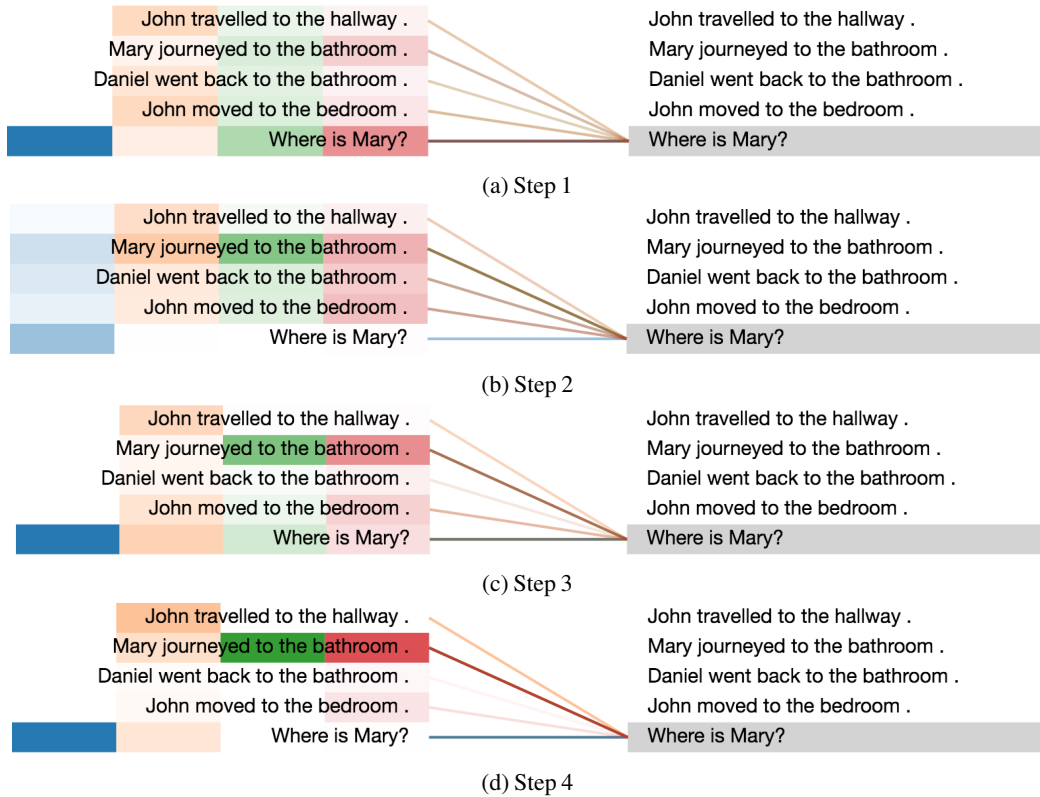 John travelled to the hallway . John travelled to the hallway .
Mary journeyed to the bathroom . Mary journeyed to the bathroom .
Daniel went back to the bathroom . Daniel went back to the bathroom .
John moved to the bedroom . John moved to the bedroom .
Where is Mary? Where is Mary?
(a) Step 1
John travelled to the hallway . John travelled to the hallway .
Mary journeyed to the bathroom . Mary journeyed to the bathroom .
Daniel went back to the bathroom . Daniel went back to the bathroom .
John moved to the bedroom . John moved to the bedroom .
Where is Mary? Where is Mary?
(b) Step 2
John travelled to the hallway . John travelled to the hallway .
Mary journeyed to the bathroom . Mary journeyed to the bathroom .
Daniel went back to the bathroom . Daniel went back to the bathroom .
John moved to the bedroom . John moved to the bedroom .
Where is Mary? Where is Mary?
(c) Step 3
John travelled to the hallway . John travelled to the hallway .
Mary journeyed to the bathroom . Mary journeyed to the bathroom .
Daniel went back to the bathroom . Daniel went back to the bathroom .
John moved to the bedroom . John moved to the bedroom .
Where is Mary? Where is Mary?
(d) Step 4